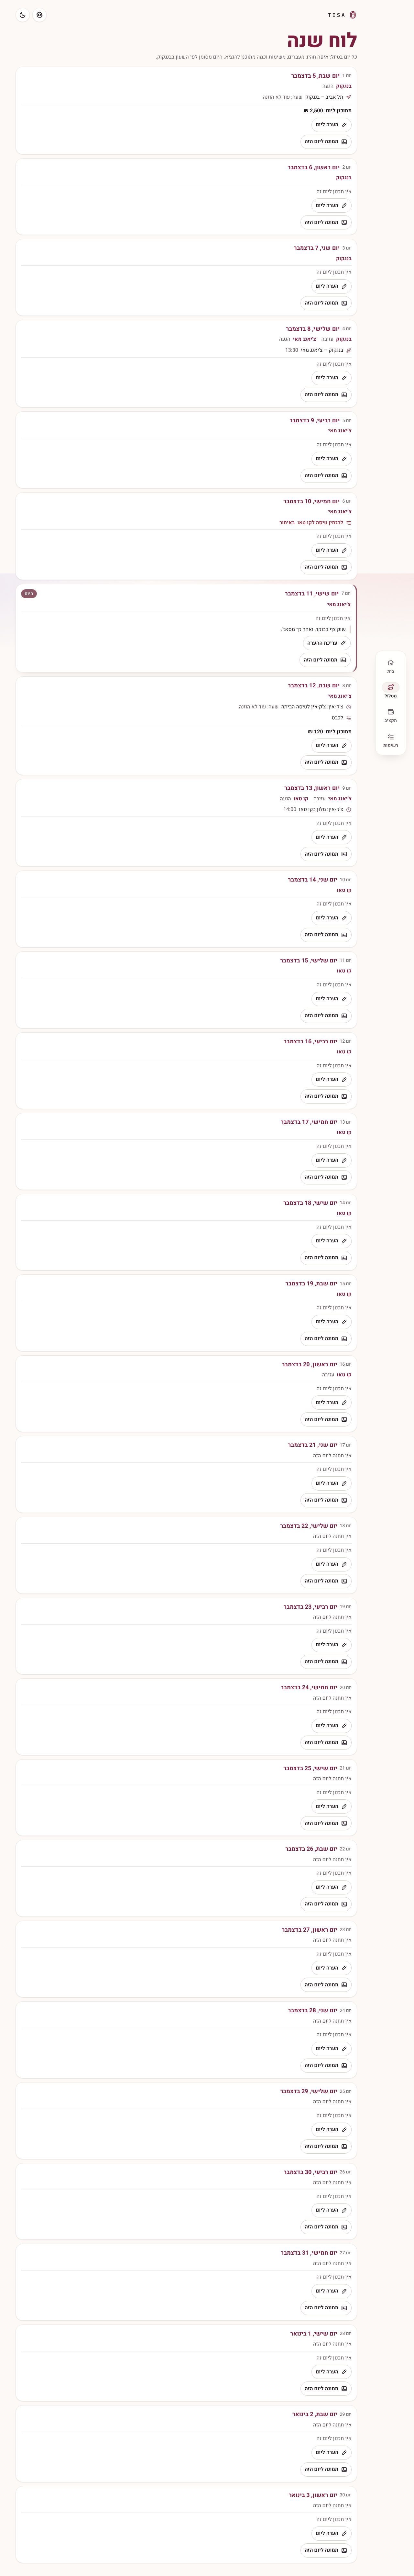 TISA
לוח שנה
כל יום בטיול: איפה תהיו, מעברים, משימות וכמה מתוכנן להוציא. היום מסומן לפי השעון בבנגקוק.
יום 1 יום שבת, 5 בדצמבר
בנגקוק הגעה
תל אביב – בנגקוק שעה: עוד לא הוזנה
מתוכנן ליום: 2,500 ₪
הערה ליום
תמונה ליום הזה
יום 2 יום ראשון, 6 בדצמבר
בנגקוק
אין תכנון ליום זה
הערה ליום
תמונה ליום הזה
יום 3 יום שני, 7 בדצמבר
בנגקוק
אין תכנון ליום זה
הערה ליום
תמונה ליום הזה
יום 4 יום שלישי, 8 בדצמבר
בנגקוק עזיבה צ׳יאנג מאי הגעה
בנגקוק – צ׳יאנג מאי 13:30
אין תכנון ליום זה
הערה ליום
תמונה ליום הזה
יום 5 יום רביעי, 9 בדצמבר
צ׳יאנג מאי
אין תכנון ליום זה
הערה ליום
תמונה ליום הזה
יום 6 יום חמישי, 10 בדצמבר
צ׳יאנג מאי
להזמין טיסה לקו טאו באיחור
אין תכנון ליום זה
הערה ליום
תמונה ליום הזה
יום 7 יום שישי, 11 בדצמבר היום
צ׳יאנג מאי
אין תכנון ליום זה
שוק צף בבוקר, ואחר כך מסאז׳.
עריכת ההערה
תמונה ליום הזה
בית
מסלול
תקציב
רשימות
יום 8 יום שבת, 12 בדצמבר
צ׳יאנג מאי
צ׳ק-אין: צ׳ק-אין לטיסה הביתה שעה: עוד לא הוזנה
לכבס
מתוכנן ליום: 120 ₪
הערה ליום
תמונה ליום הזה
יום 9 יום ראשון, 13 בדצמבר
צ׳יאנג מאי עזיבה קו טאו הגעה
צ׳ק-אין: מלון בקו טאו 14:00
אין תכנון ליום זה
הערה ליום
תמונה ליום הזה
יום 10 יום שני, 14 בדצמבר
קו טאו
אין תכנון ליום זה
הערה ליום
תמונה ליום הזה
יום 11 יום שלישי, 15 בדצמבר
קו טאו
אין תכנון ליום זה
הערה ליום
תמונה ליום הזה
יום 12 יום רביעי, 16 בדצמבר
קו טאו
אין תכנון ליום זה
הערה ליום
תמונה ליום הזה
יום 13 יום חמישי, 17 בדצמבר
קו טאו
אין תכנון ליום זה
הערה ליום
תמונה ליום הזה
יום 14 יום שישי, 18 בדצמבר
קו טאו
אין תכנון ליום זה
הערה ליום
תמונה ליום הזה
יום 15 יום שבת, 19 בדצמבר
קו טאו
אין תכנון ליום זה
הערה ליום
תמונה ליום הזה
יום 16 יום ראשון, 20 בדצמבר
קו טאו עזיבה
אין תכנון ליום זה
הערה ליום
תמונה ליום הזה
יום 17 יום שני, 21 בדצמבר
אין תחנה ליום הזה
אין תכנון ליום זה
הערה ליום
תמונה ליום הזה
יום 18 יום שלישי, 22 בדצמבר
אין תחנה ליום הזה
אין תכנון ליום זה
הערה ליום
תמונה ליום הזה
יום 19 יום רביעי, 23 בדצמבר
אין תחנה ליום הזה
אין תכנון ליום זה
הערה ליום
תמונה ליום הזה
יום 20 יום חמישי, 24 בדצמבר
אין תחנה ליום הזה
אין תכנון ליום זה
הערה ליום
תמונה ליום הזה
יום 21 יום שישי, 25 בדצמבר
אין תחנה ליום הזה
אין תכנון ליום זה
הערה ליום
תמונה ליום הזה
יום 22 יום שבת, 26 בדצמבר
אין תחנה ליום הזה
אין תכנון ליום זה
הערה ליום
תמונה ליום הזה
יום 23 יום ראשון, 27 בדצמבר
אין תחנה ליום הזה
אין תכנון ליום זה
הערה ליום
תמונה ליום הזה
יום 24 יום שני, 28 בדצמבר
אין תחנה ליום הזה
אין תכנון ליום זה
הערה ליום
תמונה ליום הזה
יום 25 יום שלישי, 29 בדצמבר
אין תחנה ליום הזה
אין תכנון ליום זה
הערה ליום
תמונה ליום הזה
יום 26 יום רביעי, 30 בדצמבר
אין תחנה ליום הזה
אין תכנון ליום זה
הערה ליום
תמונה ליום הזה
יום 27 יום חמישי, 31 בדצמבר
אין תחנה ליום הזה
אין תכנון ליום זה
הערה ליום
תמונה ליום הזה
יום 28 יום שישי, 1 בינואר
אין תחנה ליום הזה
אין תכנון ליום זה
הערה ליום
תמונה ליום הזה
יום 29 יום שבת, 2 בינואר
אין תחנה ליום הזה
אין תכנון ליום זה
הערה ליום
תמונה ליום הזה
יום 30 יום ראשון, 3 בינואר
אין תחנה ליום הזה
אין תכנון ליום זה
הערה ליום
תמונה ליום הזה